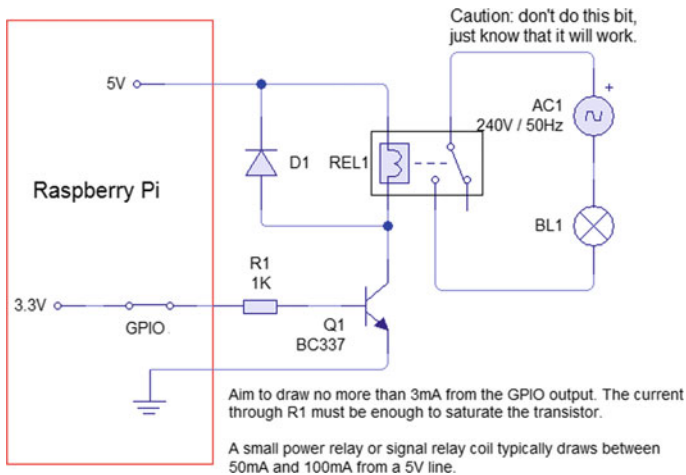 Caution: don't do this bit,
just know that it will work.
5V
+
AC1
240V / 50Hz
D1
REL1
Raspberry Pi
BL1
R1
1K
3.3V
GPIO
Q1
BC337
Aim to draw no more than 3mA from the GPIO output. The current
through R1 must be enough to saturate the transistor.
A small power relay or signal relay coil typically draws between
50mA and 100mA from a 5V line.